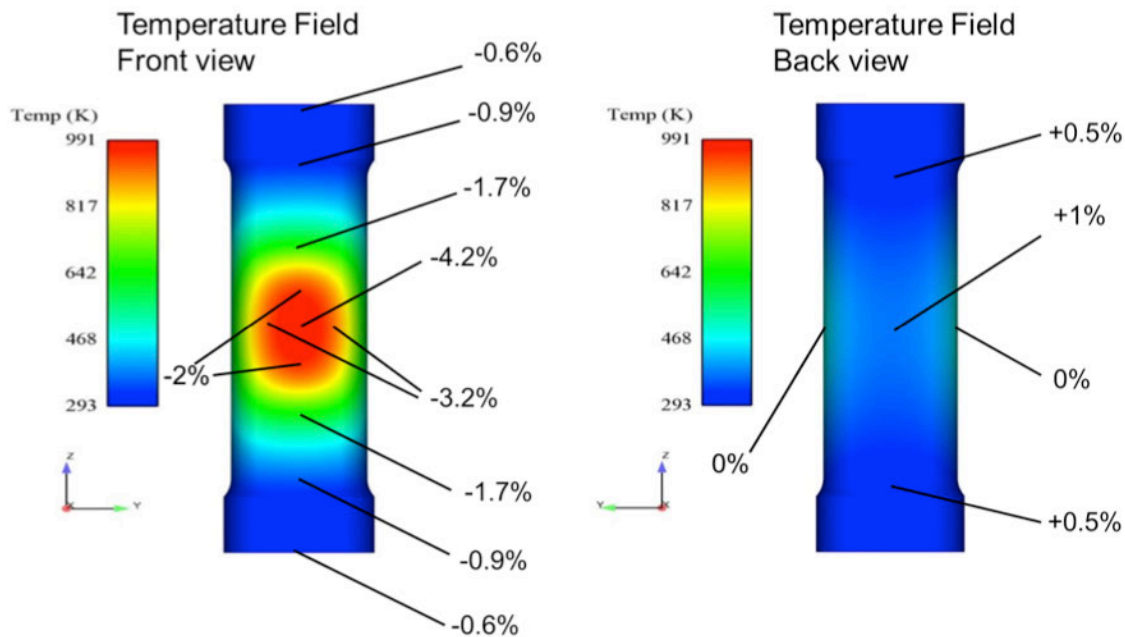 Temperature Field
Front view
-0.6%
Temp (K)
991
-0.9%
817
-1.7%
642
-4.2%
468
-2%
-3.2%
293
Z
X
Y
-1.7%
-0.9%
-0.6%
Temperature Field
Back view
Temp (K)
991
+0.5%
817
+1%
642
468
0%
293
0%
Z
Y
X
+0.5%